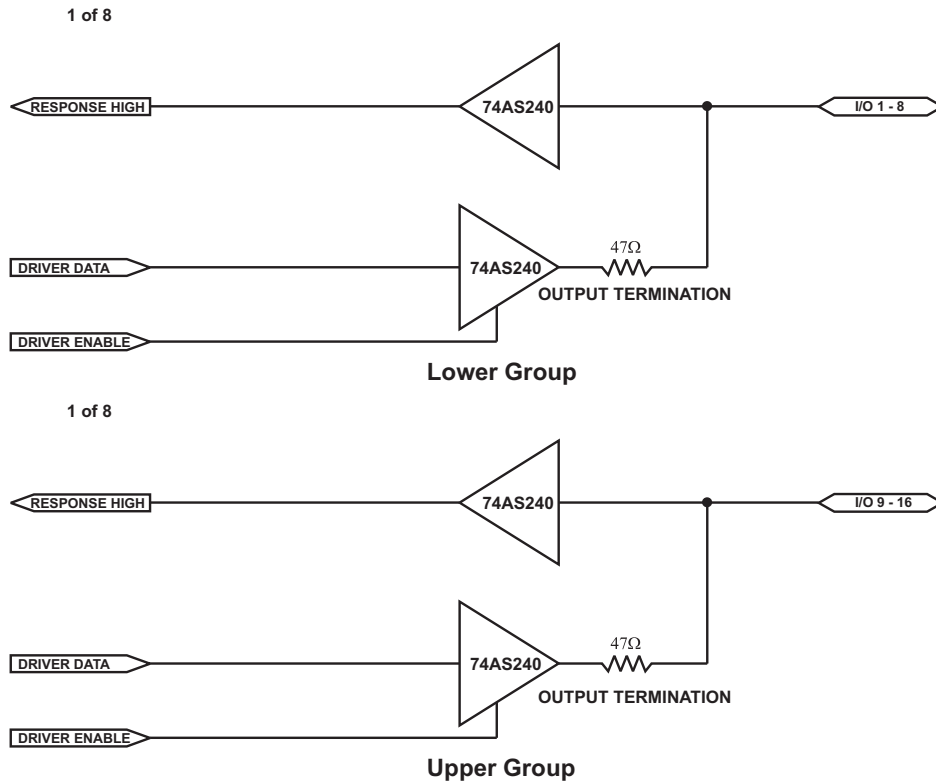 1 of 8
RESPONSE HIGH
74AS240
I/O 1 - 8
47Ω
DRIVER DATA
74AS240
OUTPUT TERMINATION
DRIVER ENABLE
Lower Group
1 of 8
RESPONSE HIGH
74AS240
I/O 9 - 16
47Ω
DRIVER DATA
74AS240
OUTPUT TERMINATION
DRIVER ENABLE
Upper Group